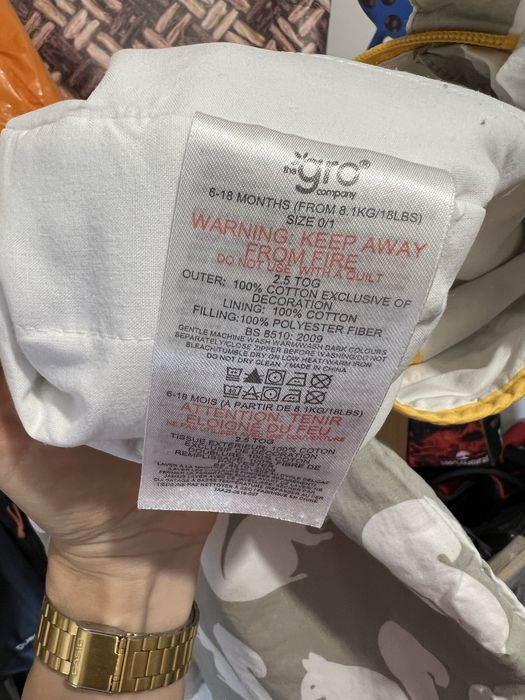 the gro® company
6-18 MONTHS (FROM 8.1KG/18LBS)
SIZE 0/1
WARNING: KEEP AWAY
FROM FIRE
DO NOT USE WITH A QUILT
2.5 TOG
OUTER: 100% COTTON EXCLUSIVE OF
DECORATION
LINING: 100% COTTON
FILLING:100% POLYESTER FIBER
BS 8510: 2009
GENTLE MACHINE WASH WARM/WASH DARK COLOURS
SEPARATELY/CLOSE ZIPPER BEFORE WASHING/DO NOT
BLEACH/TUMBLE DRY ON LOW HEAT/WARM IRON
DO NOT DRY CLEAN / MADE IN CHINA
6-18 MOIS (À PARTIR DE 8.1KG/18LBS)
ATTENTION: TENIR
ÉLOIGNÉ DU FEU
2.5 TOG
TISSUE EXTERIEUR: 100% COTON